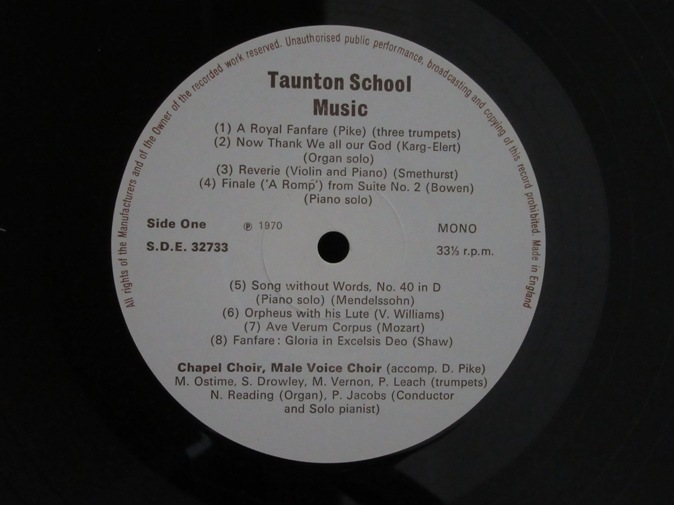 All rights of the Manufacturers and of the Owner of the recorded work reserved. Unauthorised public performance, broadcasting and copying of this record prohibited. Made in England
Taunton School
Music
(1) A Royal Fanfare (Pike) (three trumpets)
(2) Now Thank We all our God (Karg-Elert)
(Organ solo)
(3) Reverie (Violin and Piano) (Smethurst)
(4) Finale ('A Romp') from Suite No. 2 (Bowen)
(Piano solo)
Side One ℗ 1970 MONO
S.D.E. 32733 33⅓ r.p.m.
(5) Song without Words, No. 40 in D
(Piano solo) (Mendelssohn)
(6) Orpheus with his Lute (V. Williams)
(7) Ave Verum Corpus (Mozart)
(8) Fanfare : Gloria in Excelsis Deo (Shaw)
Chapel Choir, Male Voice Choir (accomp. D. Pike)
M. Ostime, S. Drowley, M. Vernon, P. Leach (trumpets)
N. Reading (Organ), P. Jacobs (Conductor
and Solo pianist)